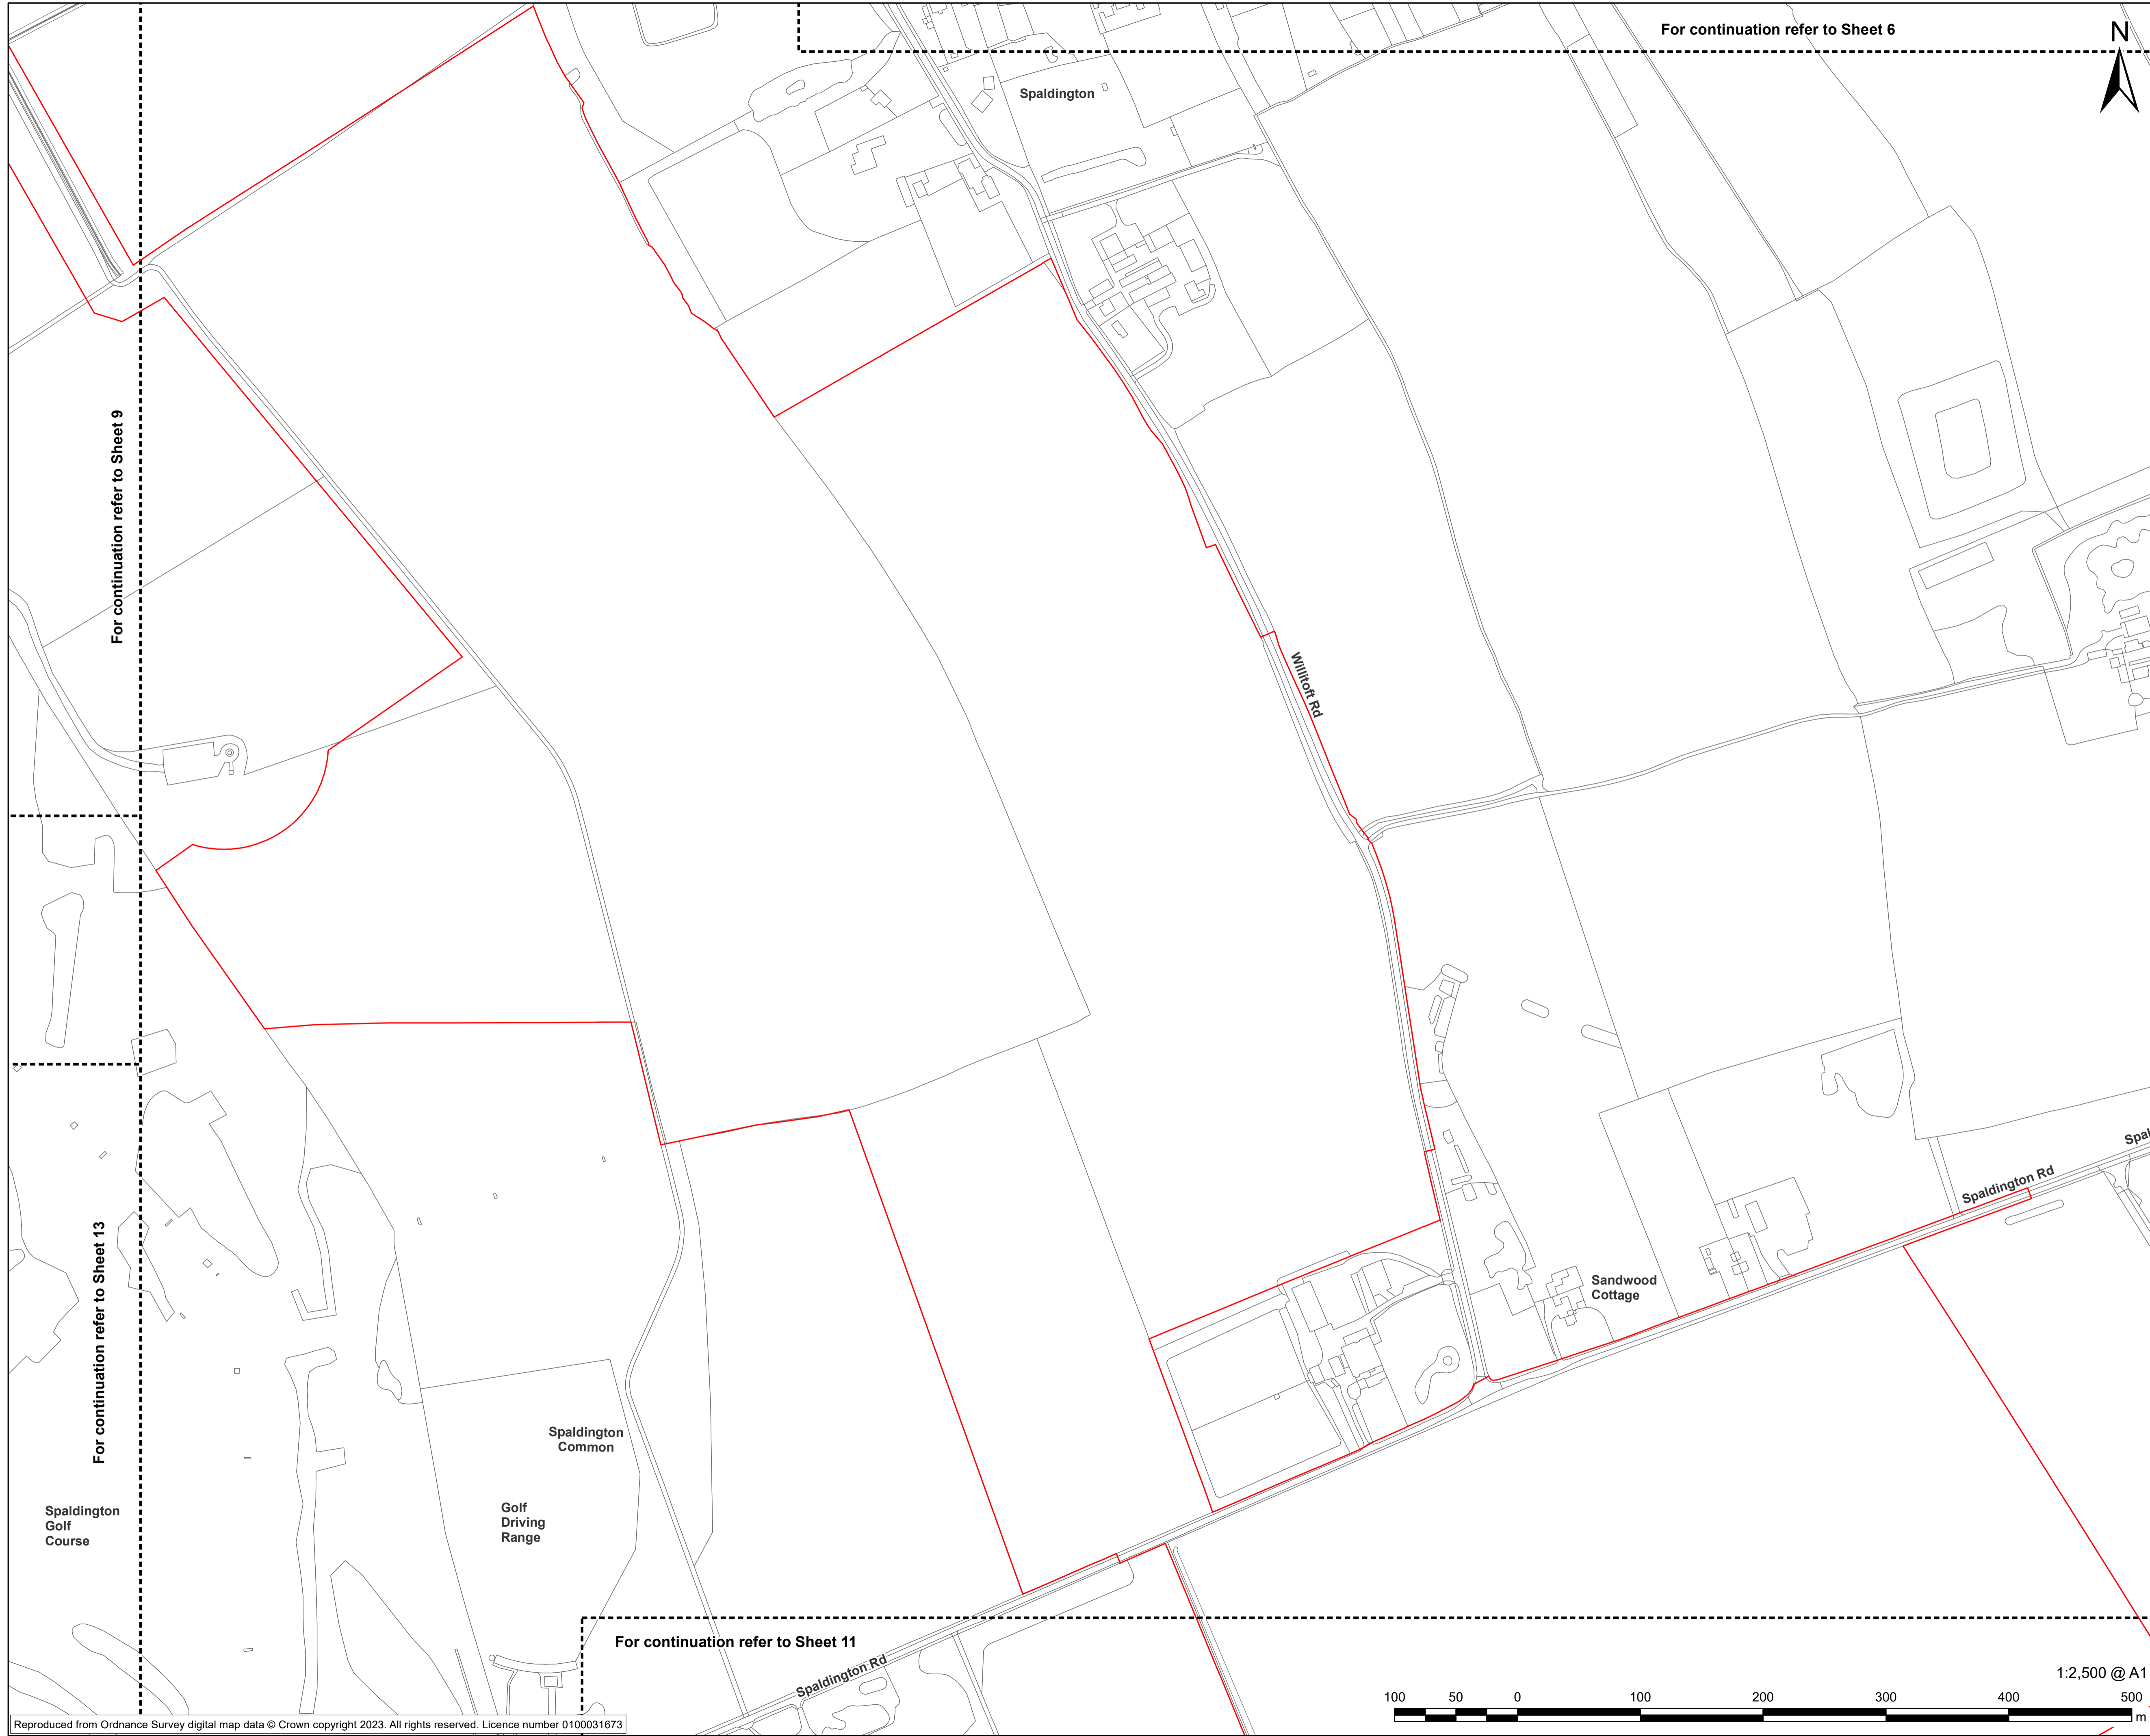 For continuation refer to Sheet 6
N
Spaldington
For continuation refer to Sheet 9
Willitoft Rd
Spaldington Rd
Sandwood
Cottage
For continuation refer to Sheet 13
Spaldington
Common
Spaldington
Golf
Course
Golf
Driving
Range
For continuation refer to Sheet 11
Spaldington Rd
1:2,500 @ A1
100 50 0 100 200 300 400 500
m
Reproduced from Ordnance Survey digital map data © Crown copyright 2023. All rights reserved. Licence number 0100031673